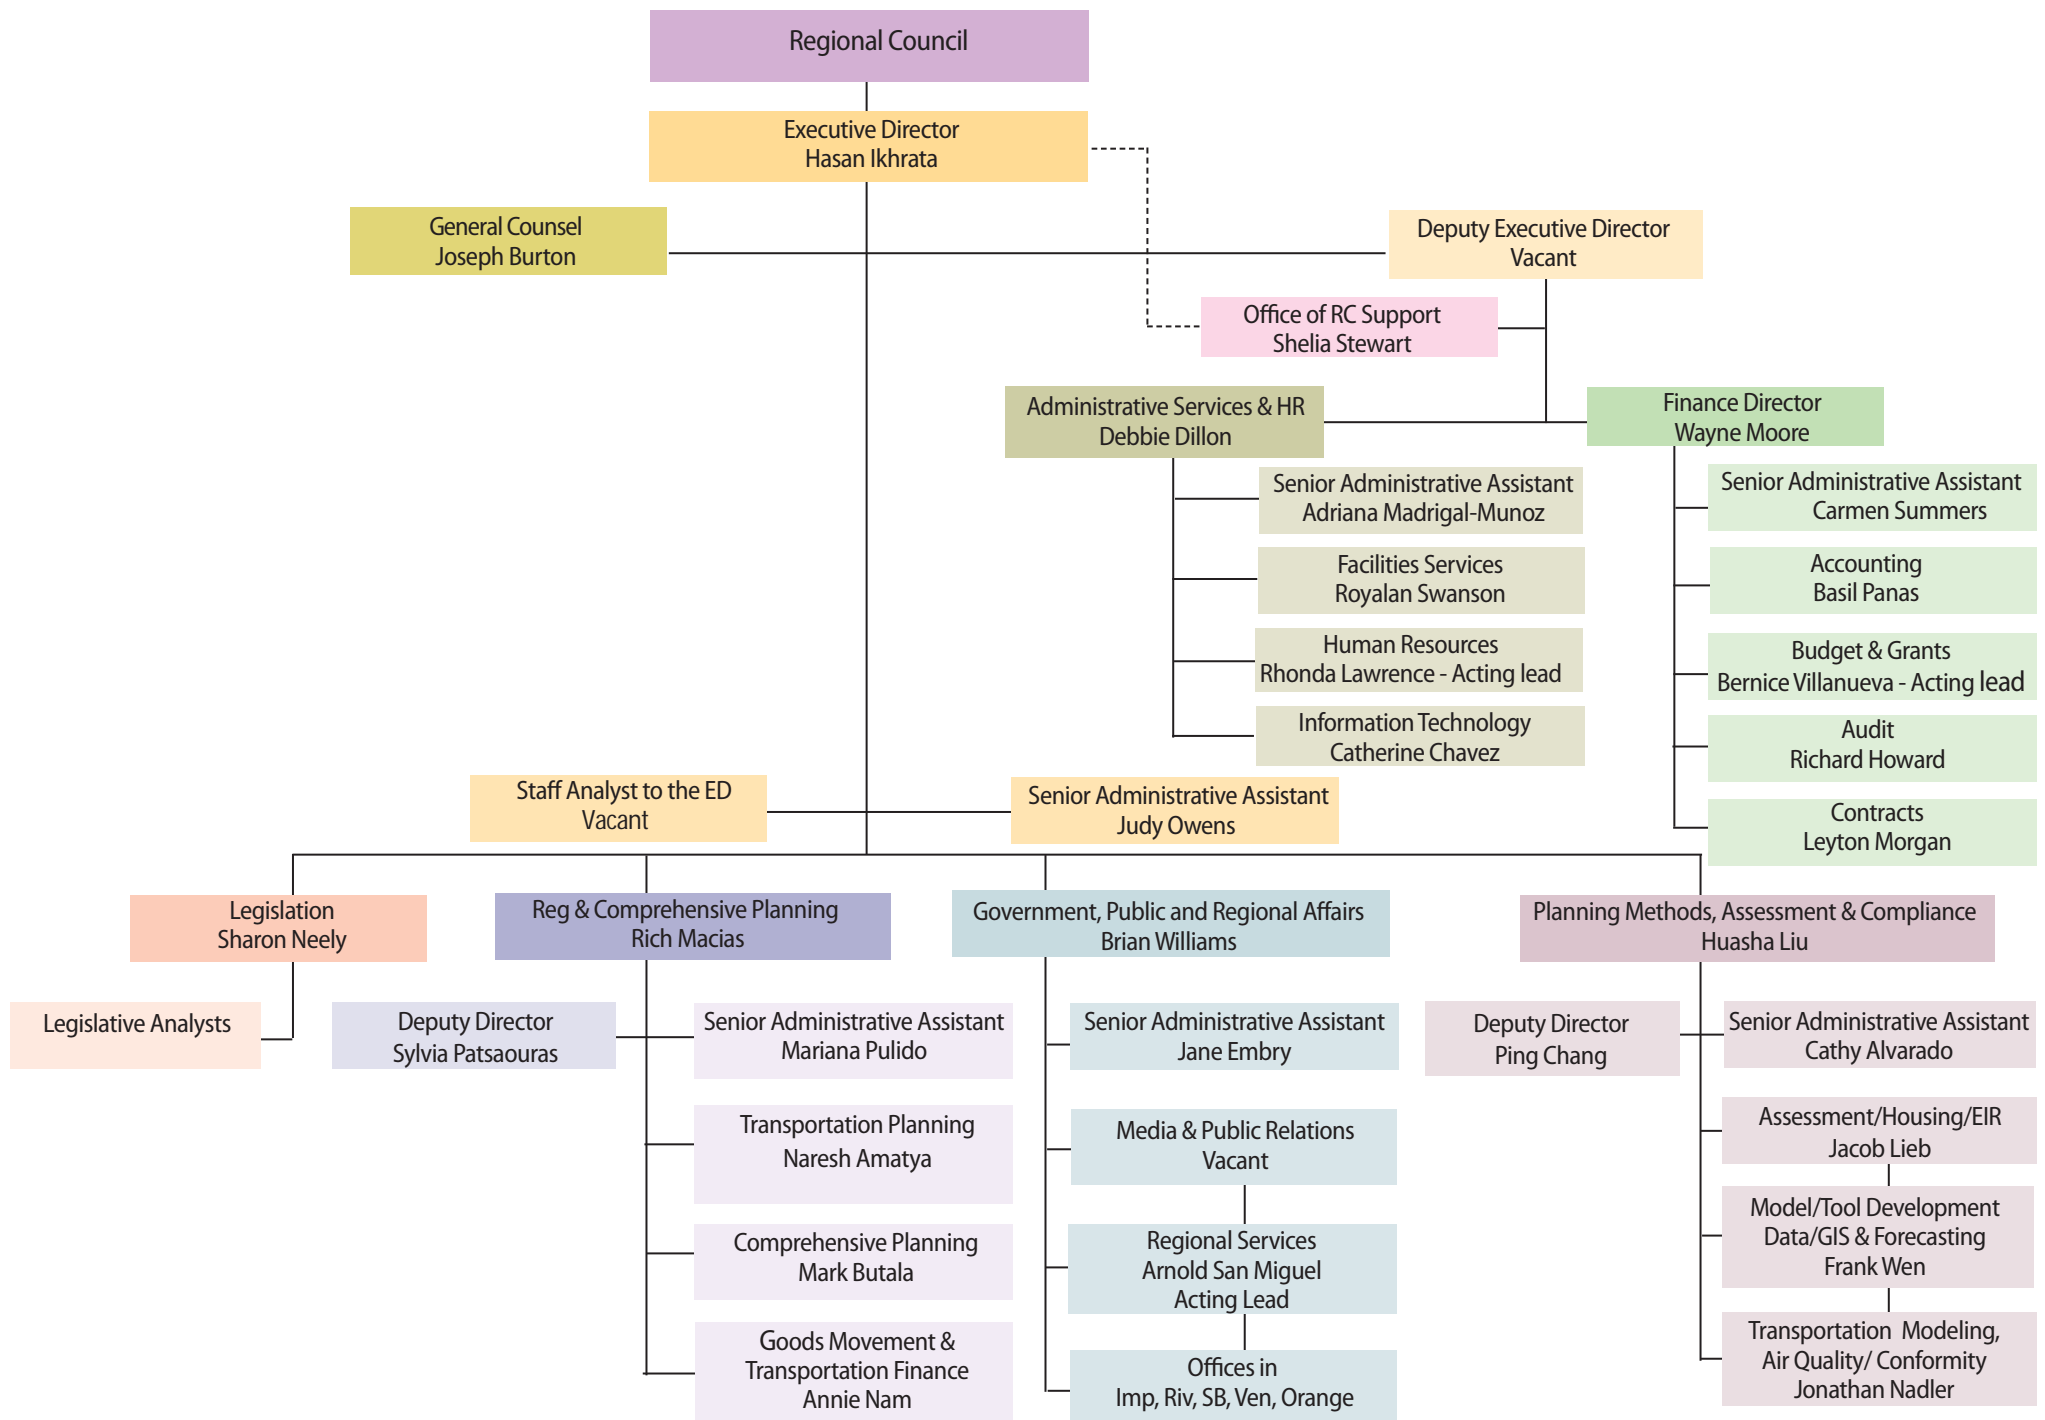 Regional Council
Executive Director
Hasan Ikhrata
General Counsel
Joseph Burton
Deputy Executive Director
Vacant
Office of RC Support
Shelia Stewart
Administrative Services & HR
Debbie Dillon
Finance Director
Wayne Moore
Senior Administrative Assistant
Adriana Madrigal-Munoz
Facilities Services
Royalan Swanson
Human Resources
Rhonda Lawrence - Acting lead
Information Technology
Catherine Chavez
Senior Administrative Assistant
Carmen Summers
Accounting
Basil Panas
Budget & Grants
Bernice Villanueva - Acting lead
Audit
Richard Howard
Contracts
Leyton Morgan
Staff Analyst to the ED
Vacant
Senior Administrative Assistant
Judy Owens
Legislation
Sharon Neely
Legislative Analysts
Reg & Comprehensive Planning
Rich Macias
Deputy Director
Sylvia Patsaouras
Senior Administrative Assistant
Mariana Pulido
Transportation Planning
Naresh Amatya
Comprehensive Planning
Mark Butala
Goods Movement &
Transportation Finance
Annie Nam
Government, Public and Regional Affairs
Brian Williams
Senior Administrative Assistant
Jane Embry
Media & Public Relations
Vacant
Regional Services
Arnold San Miguel
Acting Lead
Offices in
Imp, Riv, SB, Ven, Orange
Planning Methods, Assessment & Compliance
Huasha Liu
Deputy Director
Ping Chang
Senior Administrative Assistant
Cathy Alvarado
Assessment/Housing/EIR
Jacob Lieb
Model/Tool Development
Data/GIS & Forecasting
Frank Wen
Transportation Modeling,
Air Quality/ Conformity
Jonathan Nadler